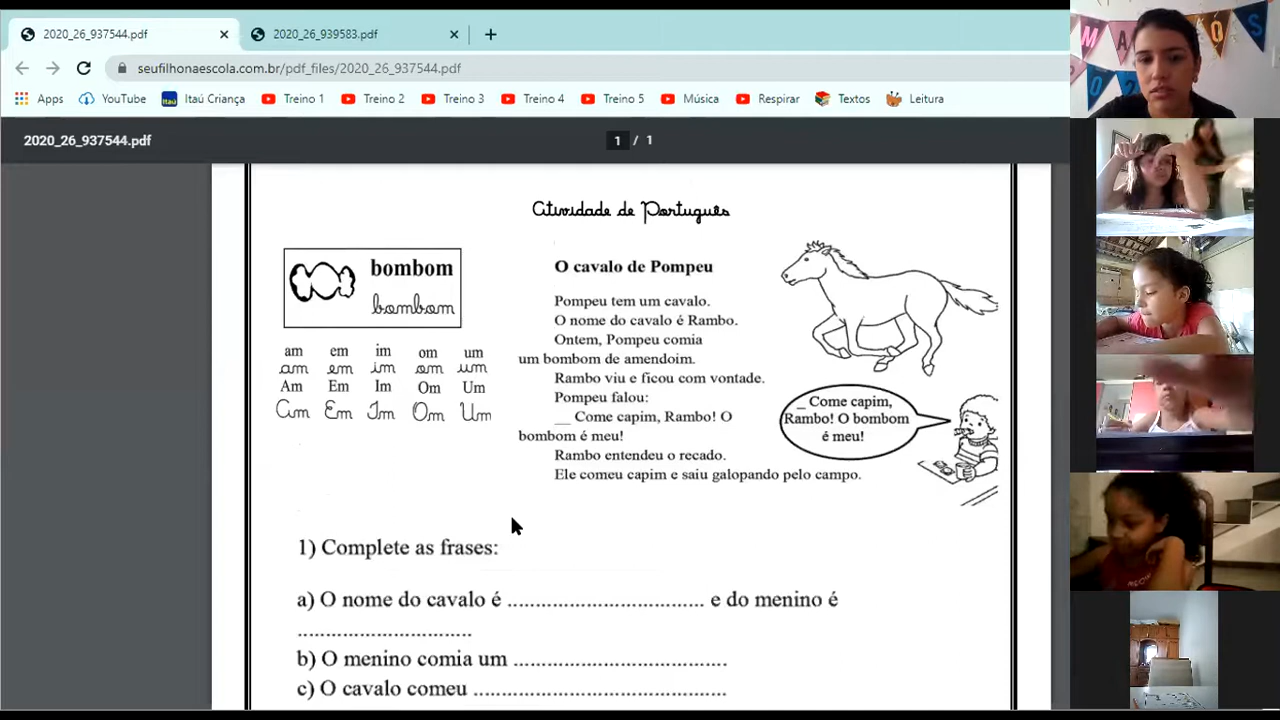 2020_26_937544.pdf
2020_26_939583.pdf
seufilhonaescola.com.br/pdf_files/2020_26_937544.pdf
Apps YouTube Itaú Itaú Criança Treino 1 Treino 2 Treino 3 Treino 4 Treino 5 Música Respirar Textos Leitura
2020_26_937544.pdf
1 / 1
Atividade de Português
bombom
bombom
am em im om um
am em im om um
Am Em Im Om Um
Am Em Im Om Um
O cavalo de Pompeu
Pompeu tem um cavalo.
O nome do cavalo é Rambo.
Ontem, Pompeu comia
um bombom de amendoim.
Rambo viu e ficou com vontade.
Pompeu falou:
__ Come capim, Rambo! O
bombom é meu!
Rambo entendeu o recado.
Ele comeu capim e saiu galopando pelo campo.
_ Come capim,
Rambo! O bombom
é meu!
1) Complete as frases:
a) O nome do cavalo é .................................. e do menino é
..............................
b) O menino comia um .....................................
c) O cavalo comeu ............................................